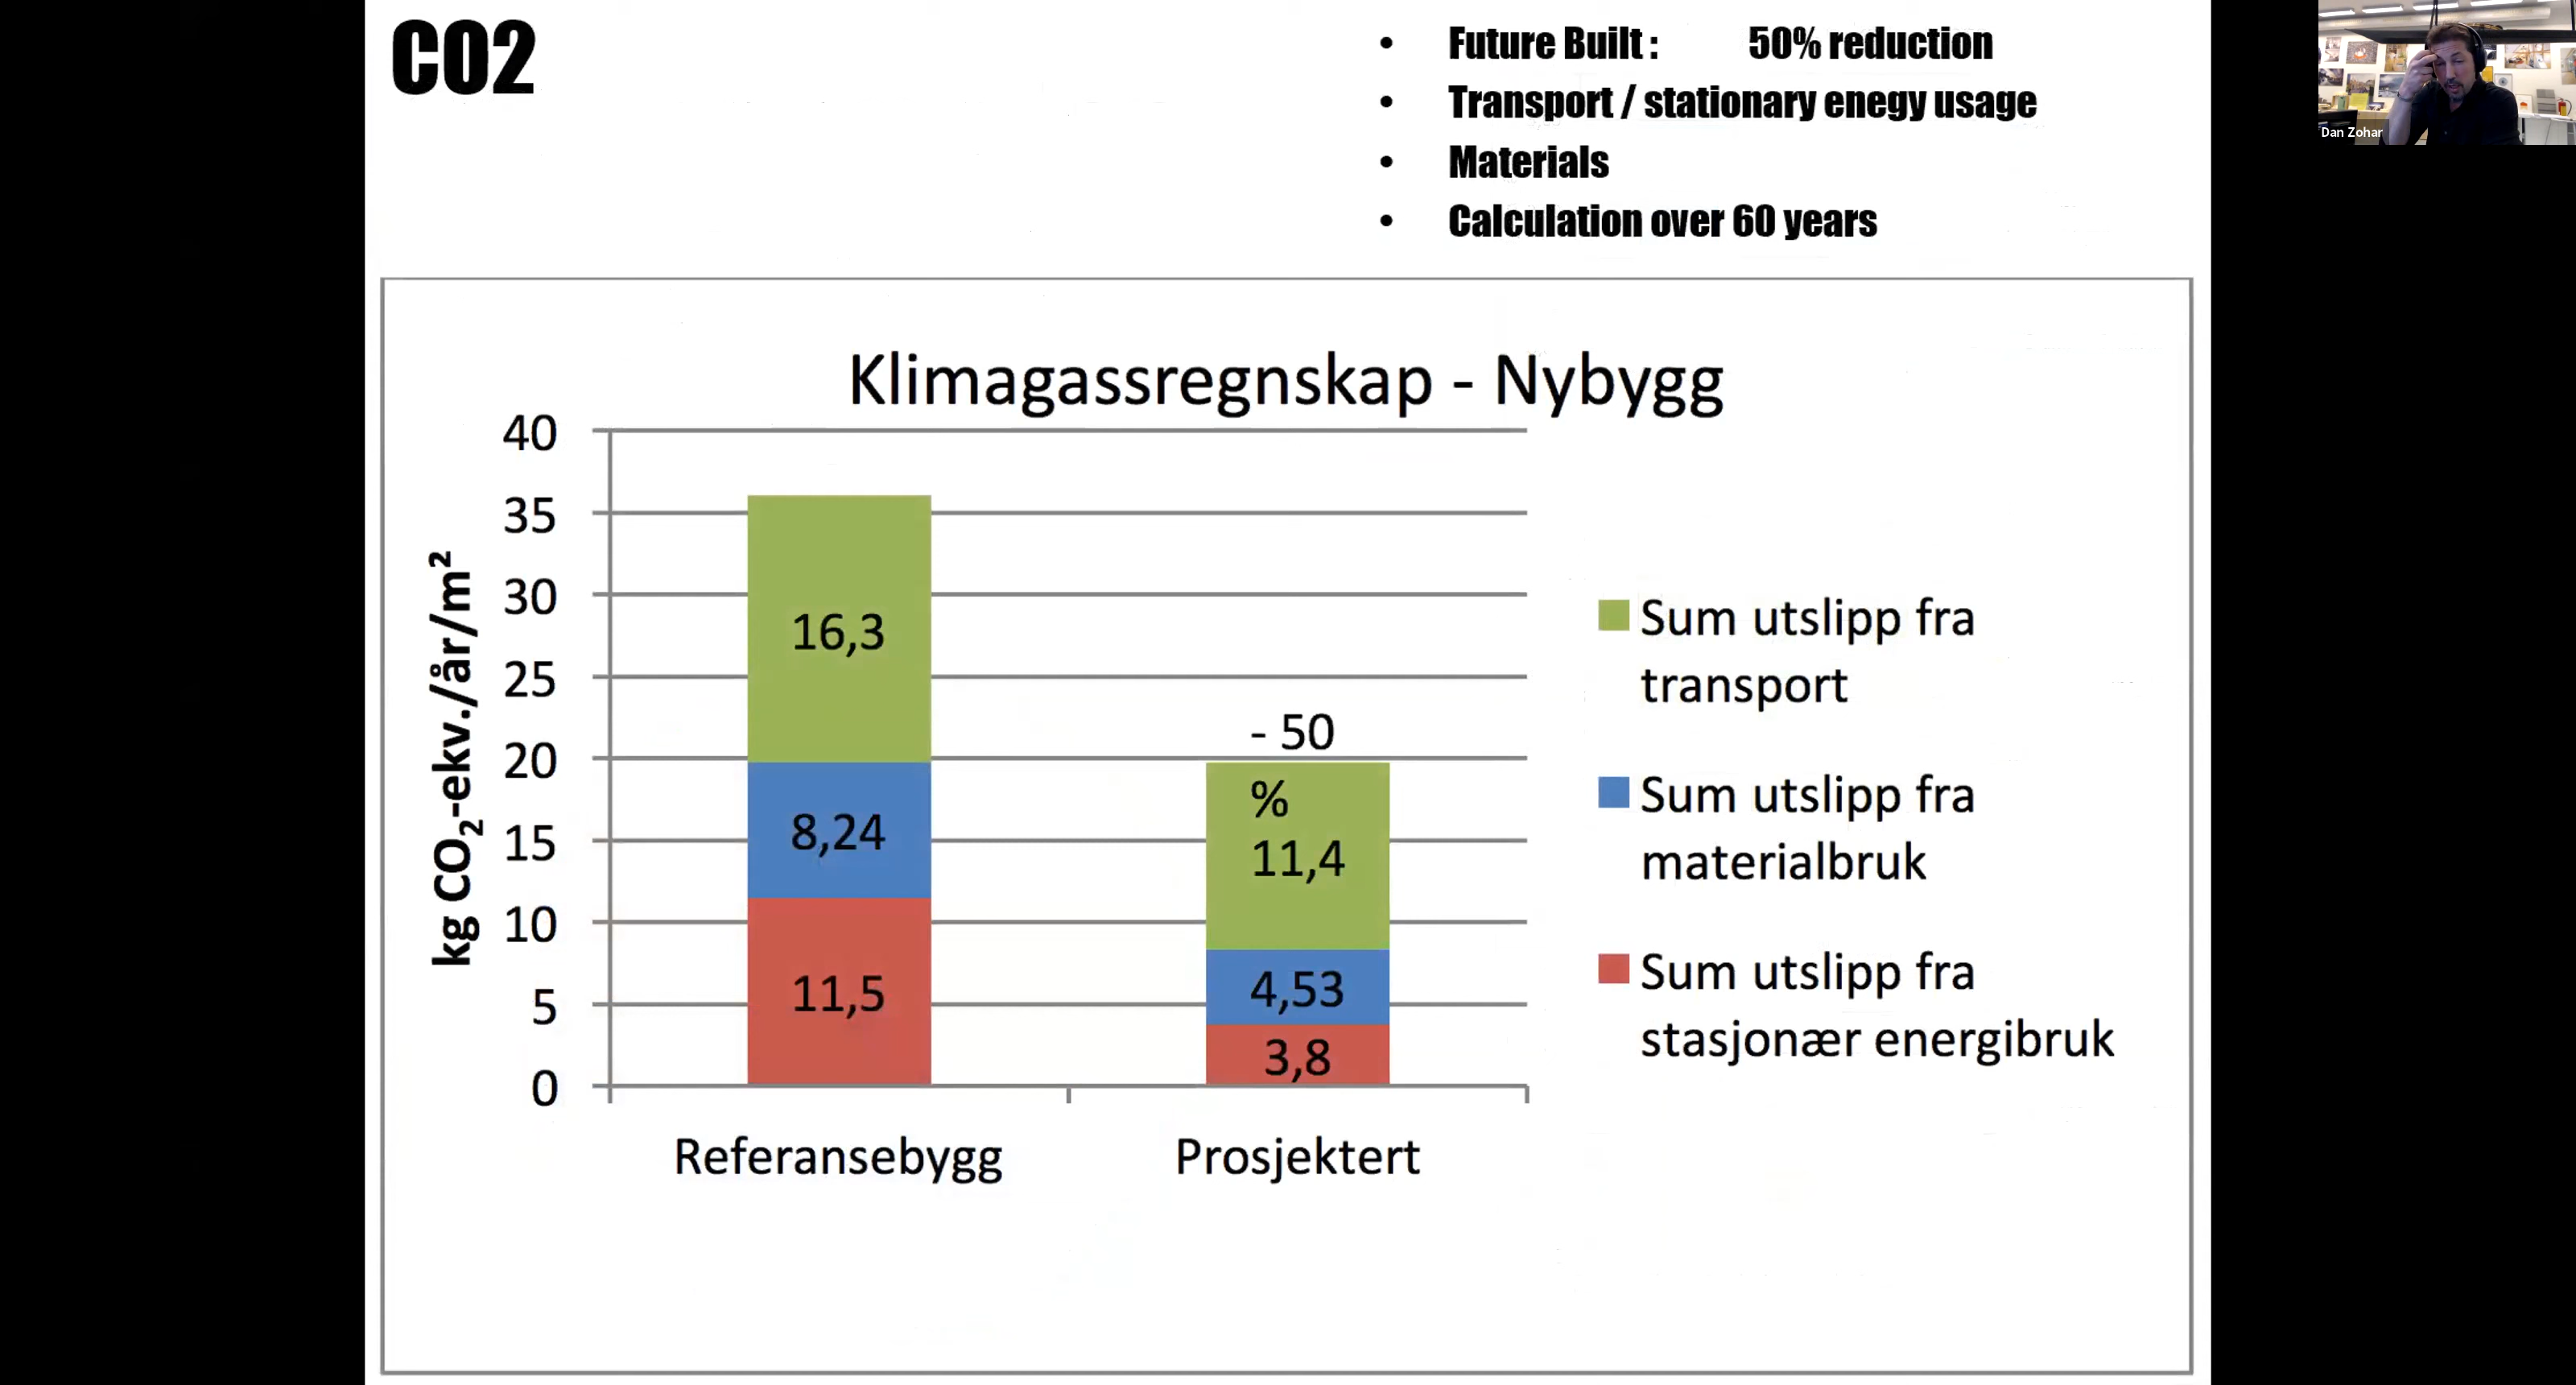 CO2
• Future Built : 50% reduction
• Transport / stationary enegy usage
• Materials
• Calculation over 60 years
Dan Zohar
Klimagassregnskap - Nybygg
kg CO₂-ekv./år/m²
40
35
30
25
20
15
10
5
0
16,3
8,24
11,5
- 50
%
11,4
4,53
3,8
Referansebygg
Prosjektert
Sum utslipp fra
transport
Sum utslipp fra
materialbruk
Sum utslipp fra
stasjonær energibruk